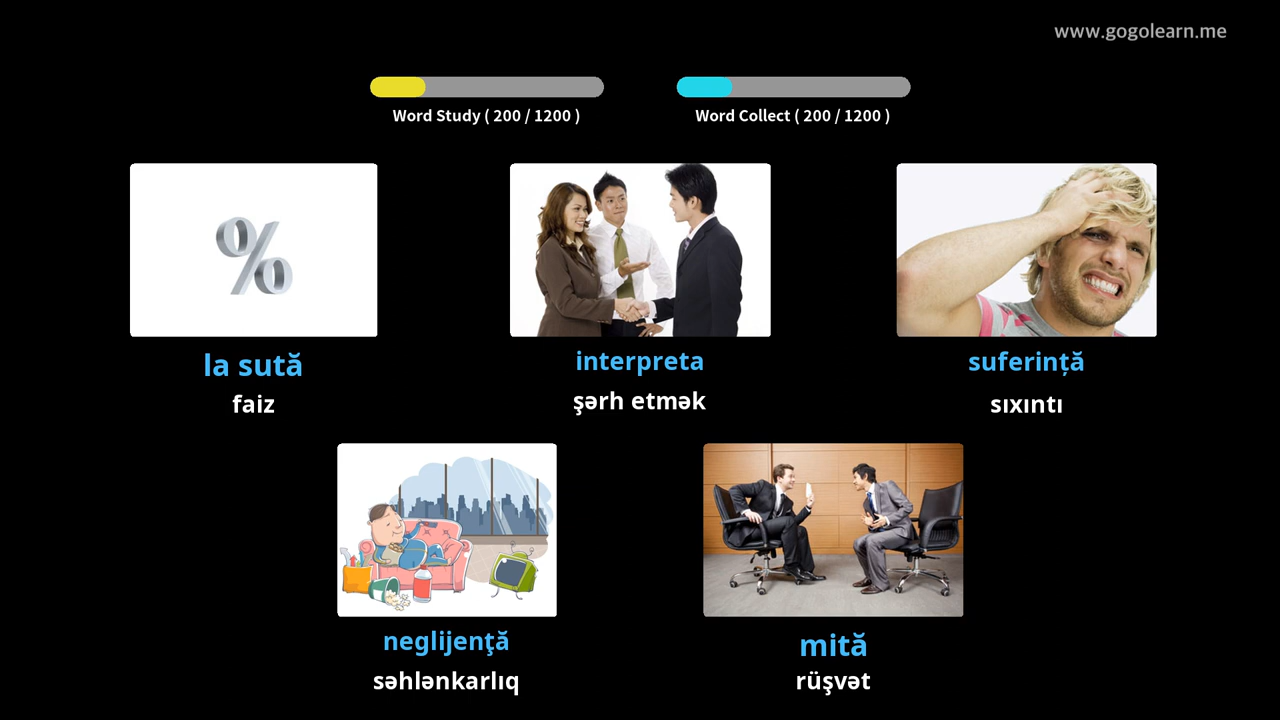 www.gogolearn.me
Word Study ( 200 / 1200 )
Word Collect ( 200 / 1200 )
%
la sută
faiz
interpreta
şərh etmək
suferință
sıxıntı
neglijenţă
səhlənkarlıq
mită
rüşvət